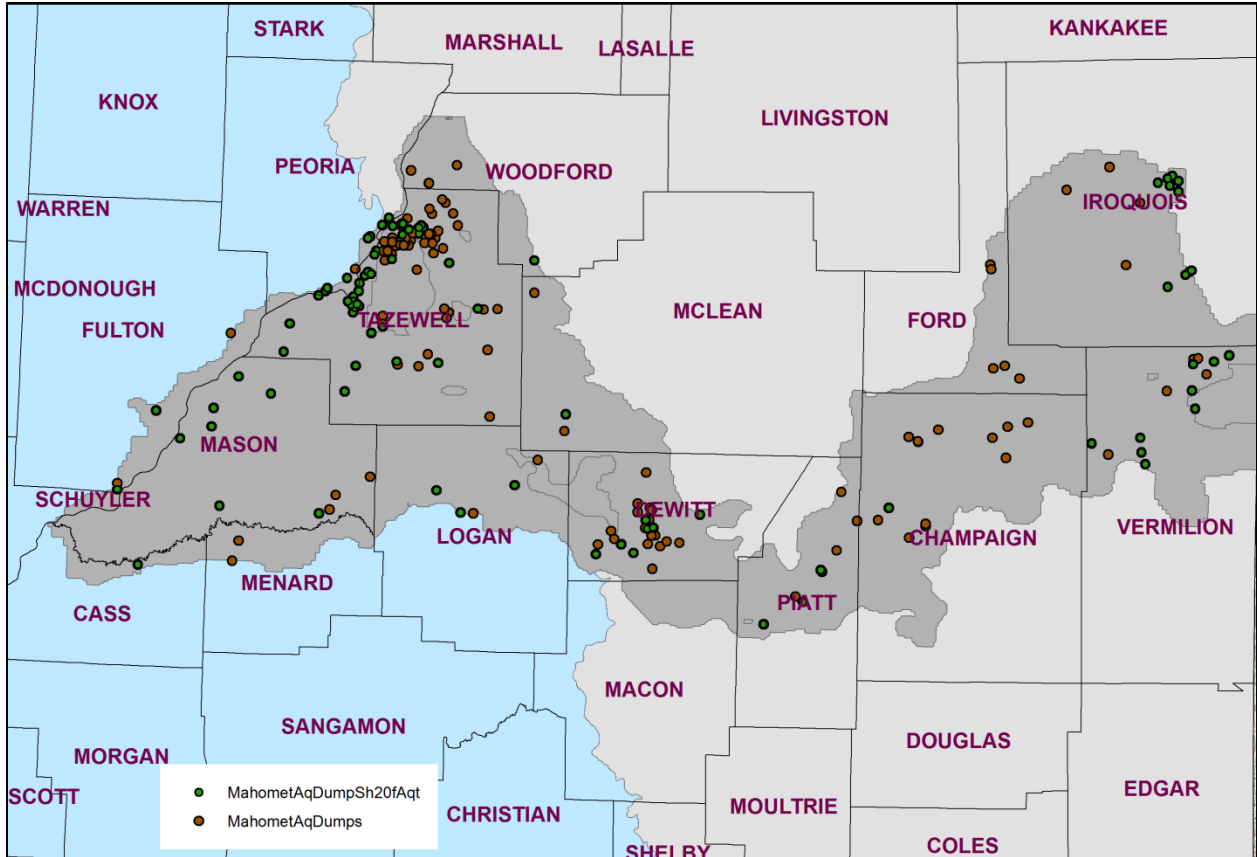 STARK
MARSHALL
LASALLE
KANKAKEE
KNOX
LIVINGSTON
PEORIA
WOODFORD
WARREN
IROQUOIS
MCDONOUGH
FULTON
TAZEWELL
MCLEAN
FORD
MASON
SCHUYLER
DEWITT
LOGAN
CHAMPAIGN
VERMILION
MENARD
CASS
PIATT
MACON
SANGAMON
MORGAN
DOUGLAS
SCOTT
EDGAR
MahometAqDumpSh20fAqt
MahometAqDumps
CHRISTIAN
MOULTRIE
COLES
SHELBY